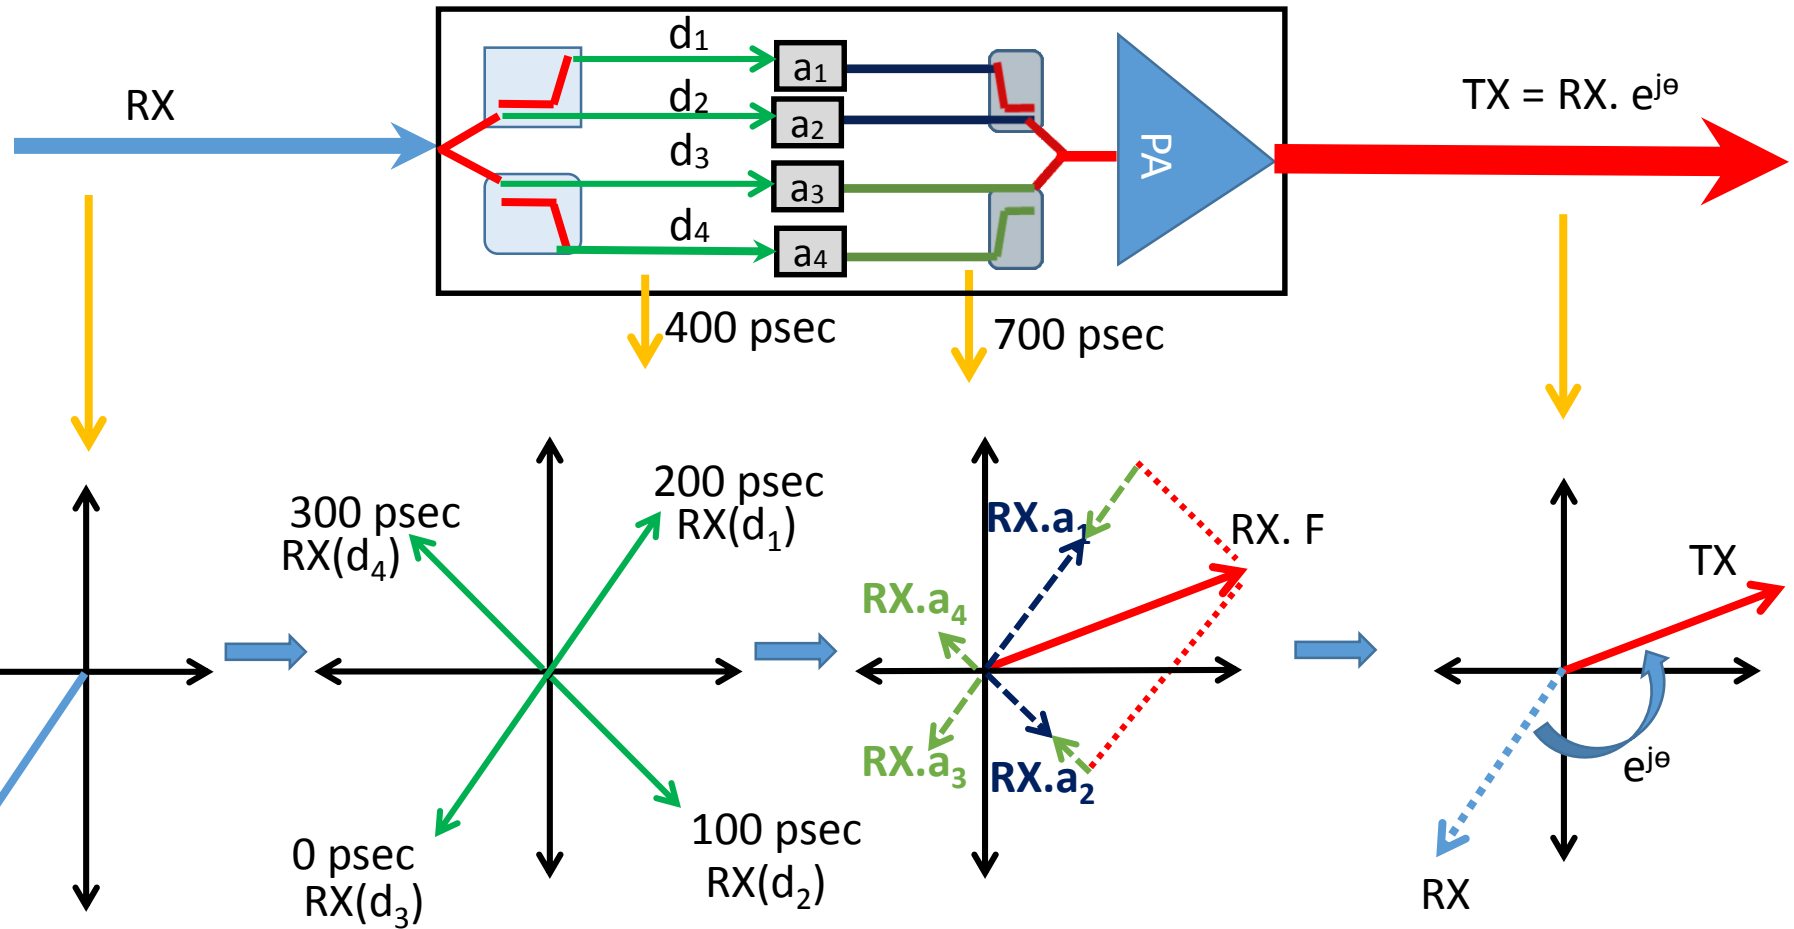 RX
d1
d2
d3
d4
a1
a2
a3
a4
PA
TX = RX. e^jɵ
400 psec
700 psec
300 psec
RX(d4)
200 psec
RX(d1)
0 psec
RX(d3)
100 psec
RX(d2)
RX.a1
RX.a4
RX.a3
RX.a2
RX. F
TX
e^jɵ
RX